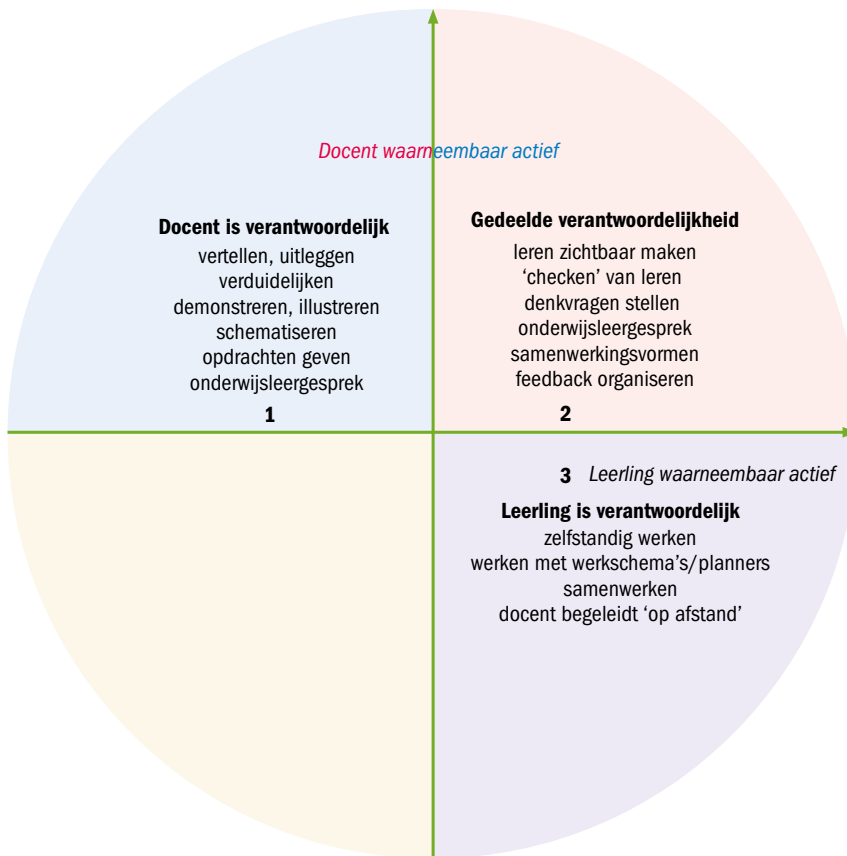 Docent waarneembaar actief
Docent is verantwoordelijk
vertellen, uitleggen
verduidelijken
demonstreren, illustreren
schematiseren
opdrachten geven
onderwijsleergesprek
1
Gedeelde verantwoordelijkheid
leren zichtbaar maken
‘checken’ van leren
denkvragen stellen
onderwijsleergesprek
samenwerkingsvormen
feedback organiseren
2
3 Leerling waarneembaar actief
Leerling is verantwoordelijk
zelfstandig werken
werken met werkschema’s/planners
samenwerken
docent begeleidt ‘op afstand’